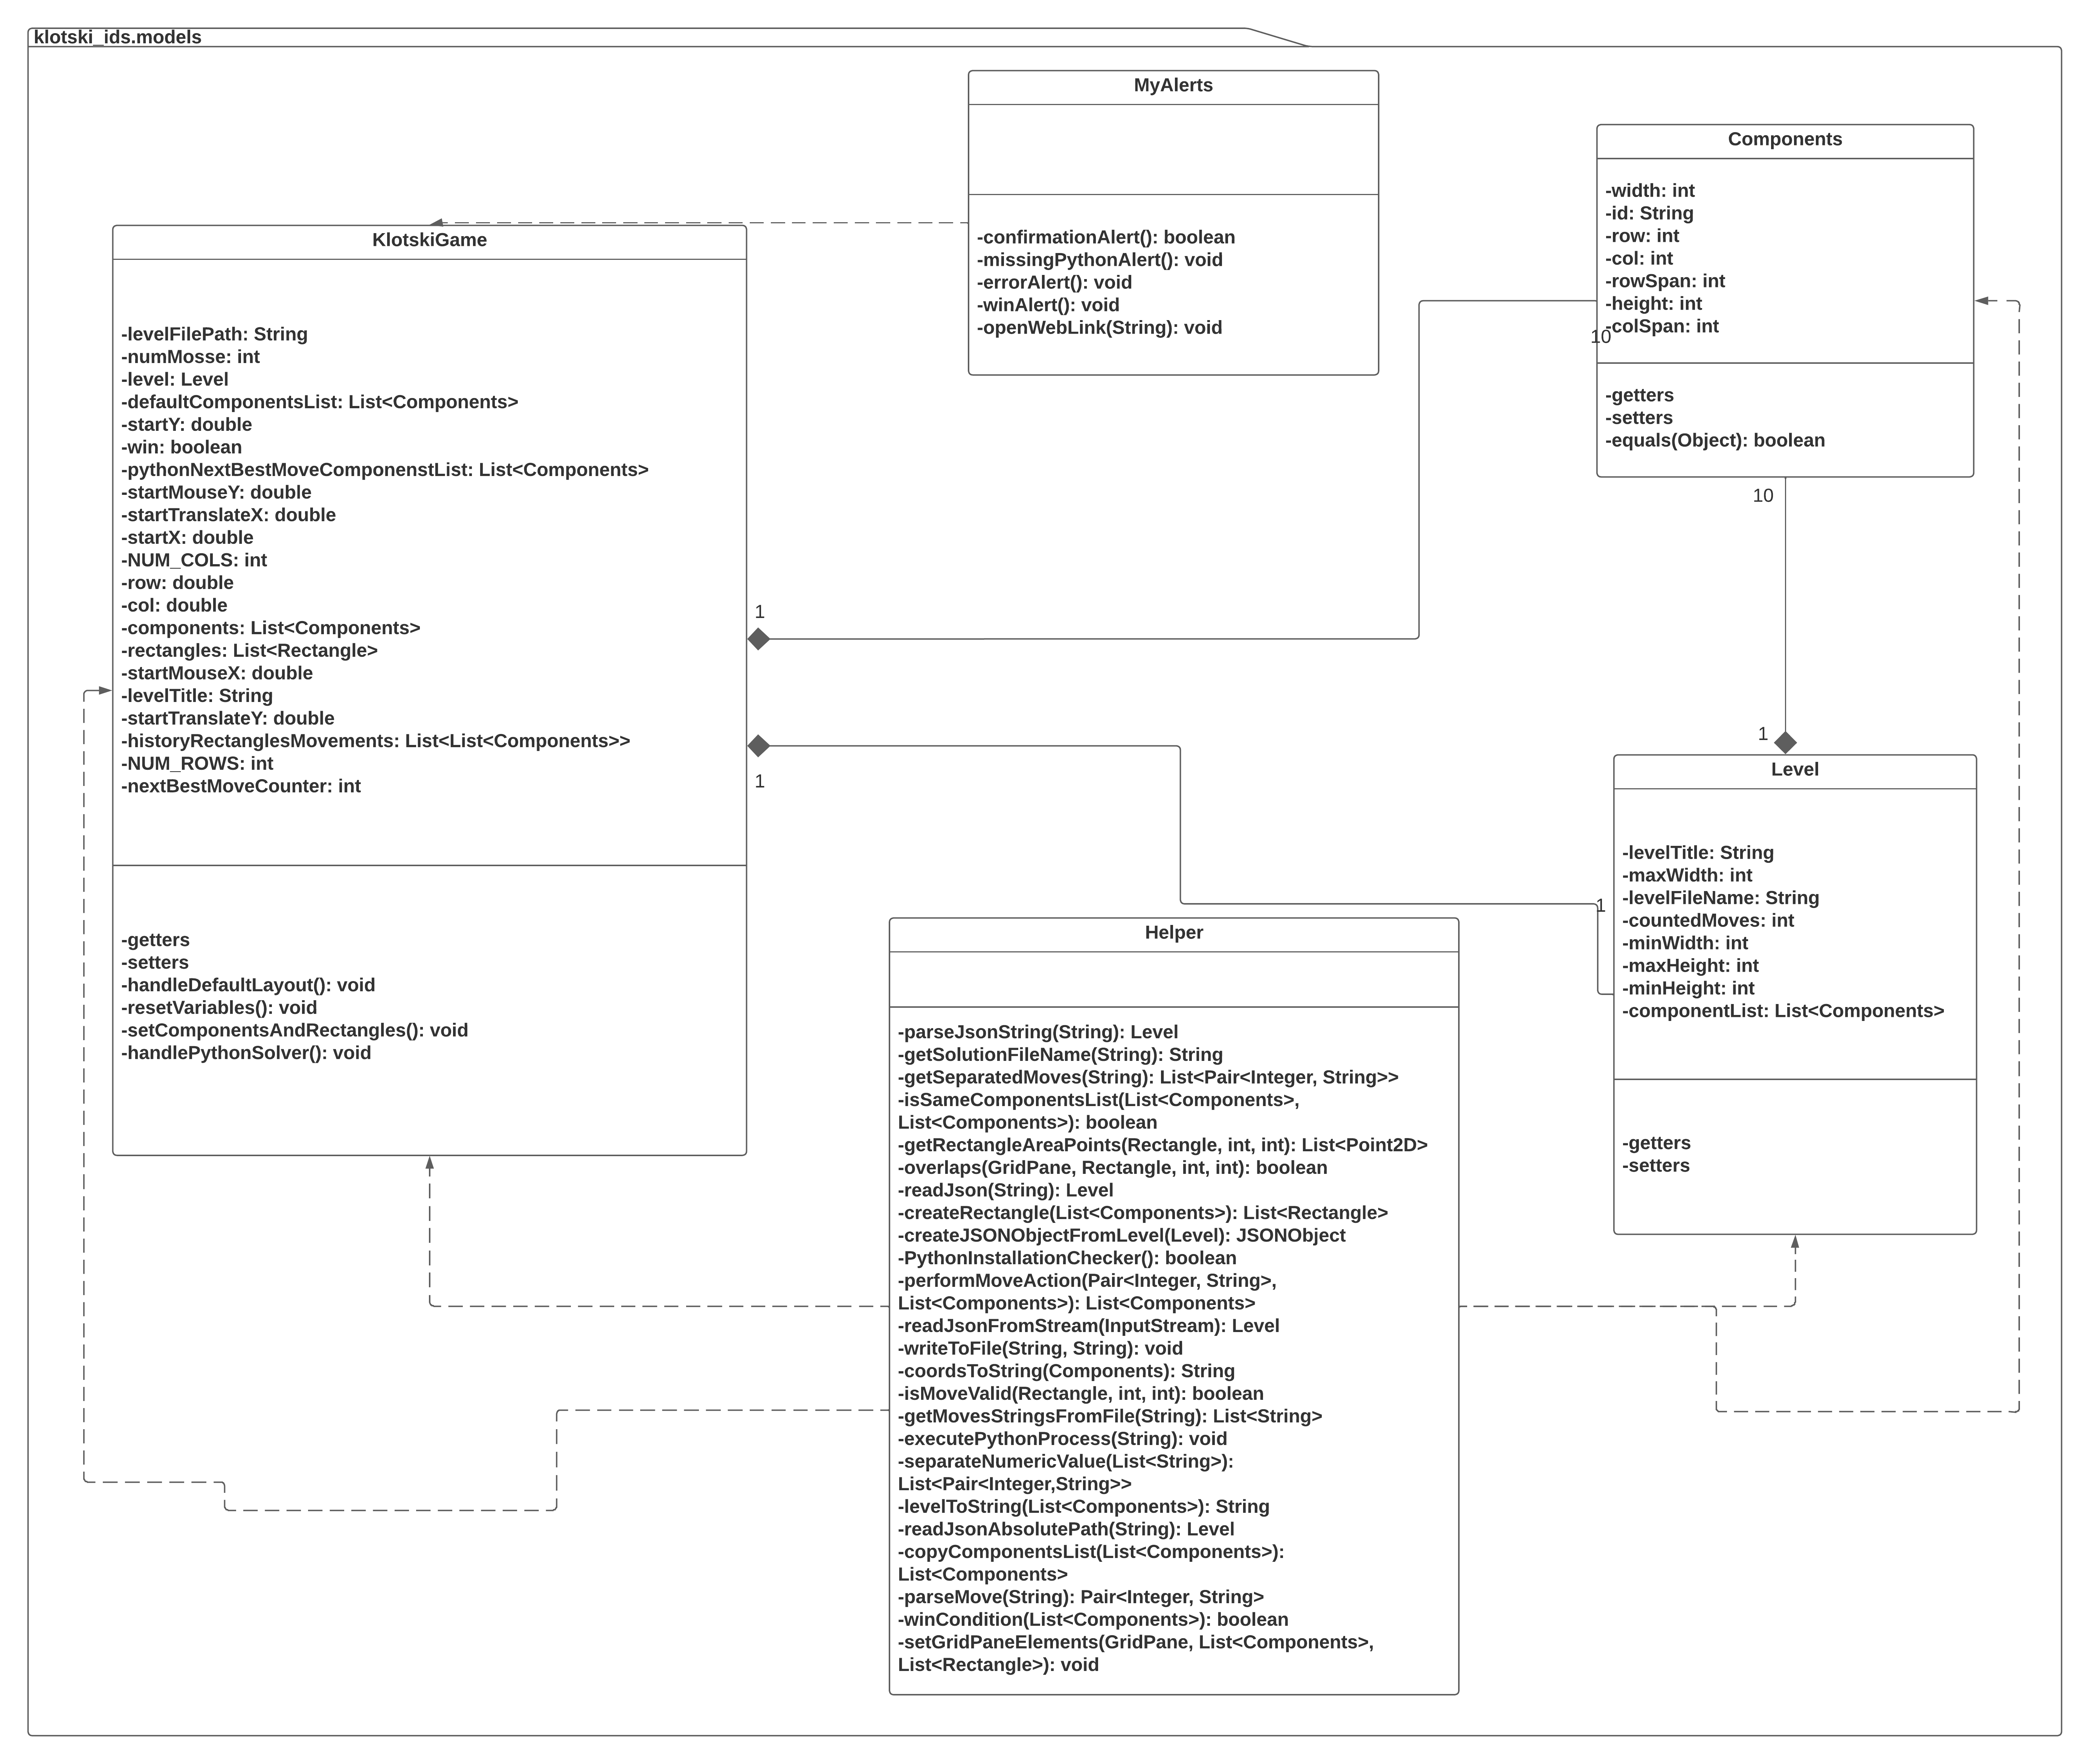 klotski_ids.models
MyAlerts
-confirmationAlert(): boolean
-missingPythonAlert(): void
-errorAlert(): void
-winAlert(): void
-openWebLink(String): void
Components
-width: int
-id: String
-row: int
-col: int
-rowSpan: int
-height: int
-colSpan: int
10
-getters
-setters
-equals(Object): boolean
10
KlotskiGame
-levelFilePath: String
-numMosse: int
-level: Level
-defaultComponentsList: List<Components>
-startY: double
-win: boolean
-pythonNextBestMoveComponenstList: List<Components>
-startMouseY: double
-startTranslateX: double
-startX: double
-NUM_COLS: int
-row: double
-col: double
-components: List<Components>
-rectangles: List<Rectangle>
-startMouseX: double
-levelTitle: String
-startTranslateY: double
-historyRectanglesMovements: List<List<Components>>
-NUM_ROWS: int
-nextBestMoveCounter: int
-getters
-setters
-handleDefaultLayout(): void
-resetVariables(): void
-setComponentsAndRectangles(): void
-handlePythonSolver(): void
1
1
1
Level
-levelTitle: String
-maxWidth: int
-levelFileName: String
-countedMoves: int
-minWidth: int
-maxHeight: int
-minHeight: int
-componentList: List<Components>
1
-getters
-setters
Helper
-parseJsonString(String): Level
-getSolutionFileName(String): String
-getSeparatedMoves(String): List<Pair<Integer, String>>
-isSameComponentsList(List<Components>,
List<Components>): boolean
-getRectangleAreaPoints(Rectangle, int, int): List<Point2D>
-overlaps(GridPane, Rectangle, int, int): boolean
-readJson(String): Level
-createRectangle(List<Components>): List<Rectangle>
-createJSONObjectFromLevel(Level): JSONObject
-PythonInstallationChecker(): boolean
-performMoveAction(Pair<Integer, String>,
List<Components>): List<Components>
-readJsonFromStream(InputStream): Level
-writeToFile(String, String): void
-coordsToString(Components): String
-isMoveValid(Rectangle, int, int): boolean
-getMovesStringsFromFile(String): List<String>
-executePythonProcess(String): void
-separateNumericValue(List<String>):
List<Pair<Integer,String>>
-levelToString(List<Components>): String
-readJsonAbsolutePath(String): Level
-copyComponentsList(List<Components>):
List<Components>
-parseMove(String): Pair<Integer, String>
-winCondition(List<Components>): boolean
-setGridPaneElements(GridPane, List<Components>,
List<Rectangle>): void